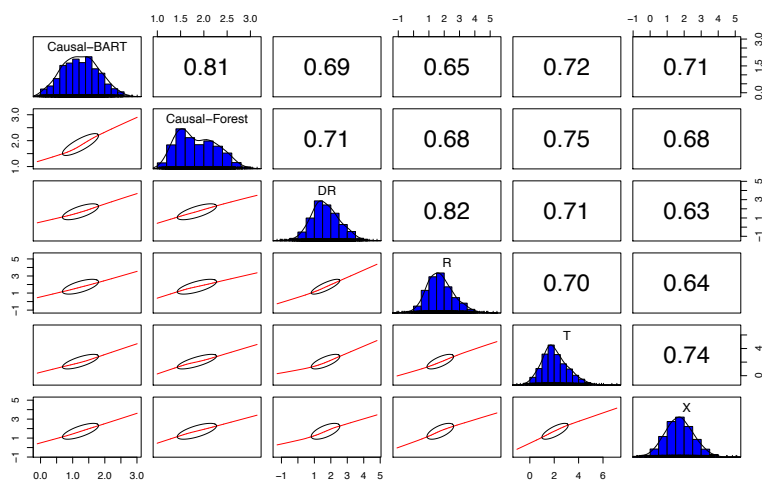 1.0 1.5 2.0 2.5 3.0
−1 1 2 3 4 5
−1 0 1 2 3 4 5
Causal−BART
0.81 0.69 0.65 0.72 0.71
0.0 1.5 3.0
1.0 2.0 3.0
Causal−Forest
0.71 0.68 0.75 0.68
DR
0.82 0.71 0.63
−1 1 3 5
−1 1 3 5
R
0.70 0.64
T
0.74
0 4
−1 1 3 5
X
0.0 1.0 2.0 3.0
−1 1 2 3 4 5
0 2 4 6